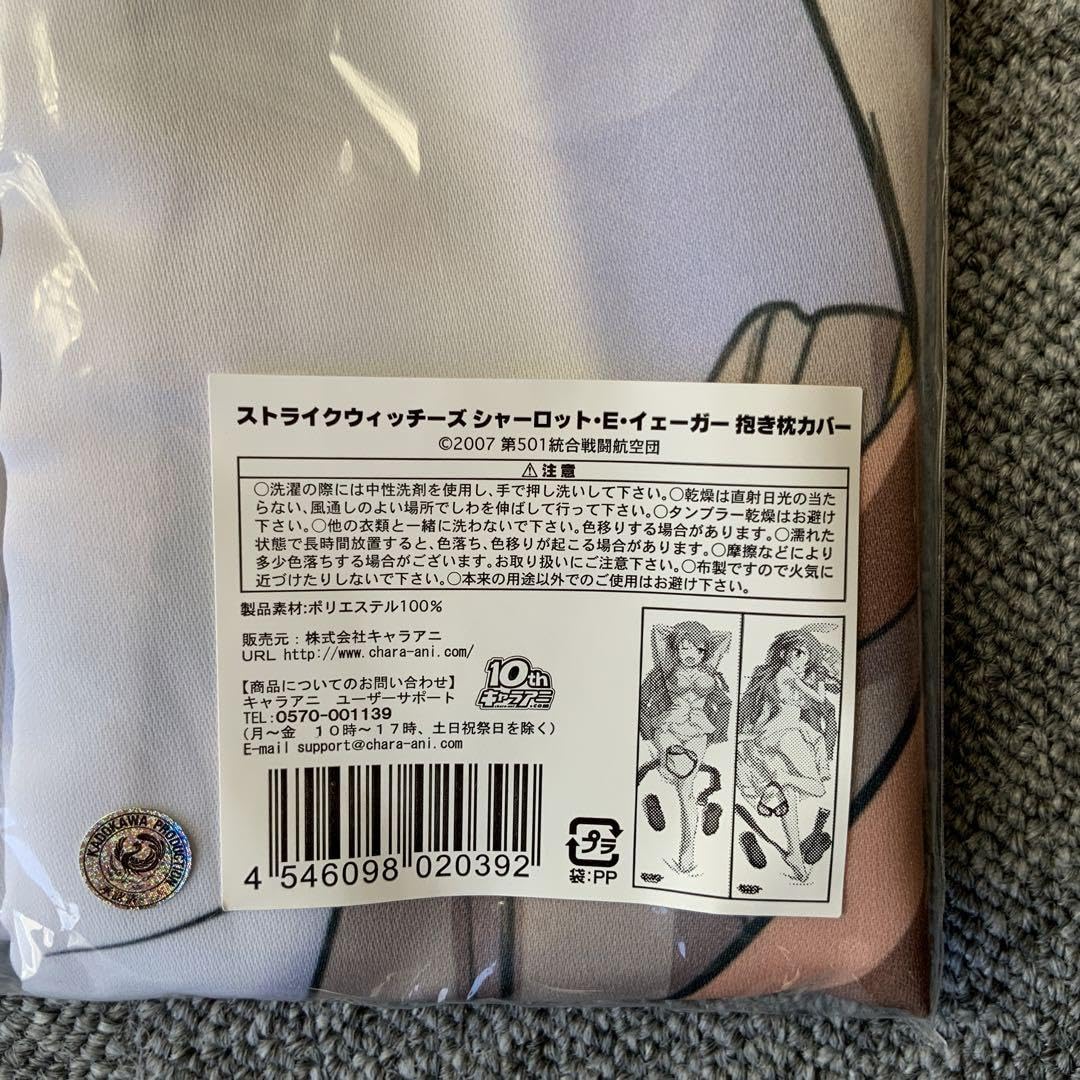 ストライクウィッチーズ シャーロット・E・イェーガー 抱き枕カバー
©2007 第501統合戦闘航空団
⚠注意
○洗濯の際には中性洗剤を使用し、手で押し洗いして下さい。○乾燥は直射日光の当た
らない、風通しのよい場所でしわを伸ばして行って下さい。○タンブラー乾燥はお避け
下さい。○他の衣類と一緒に洗わないで下さい。色移りする場合があります。○濡れた
状態で長時間放置すると、色落ち、色移りが起こる場合があります。○摩擦などにより
多少色落ちする場合がございます。お取り扱いにご注意下さい。○布製ですので火気に
近づけたりしないで下さい。○本来の用途以外でのご使用はお避け下さい。
製品素材:ポリエステル100%
販売元：株式会社キャラアニ
URL http://www.chara-ani.com/
10th
キャラアニ
.com
【商品についてのお問い合わせ】
キャラアニ ユーザーサポート
TEL:0570-001139
(月～金 10時～17時、土日祝祭日を除く)
E-mail support@chara-ani.com
4 546098 020392
プラ
袋:PP
KADOKAWA PRODUCTION